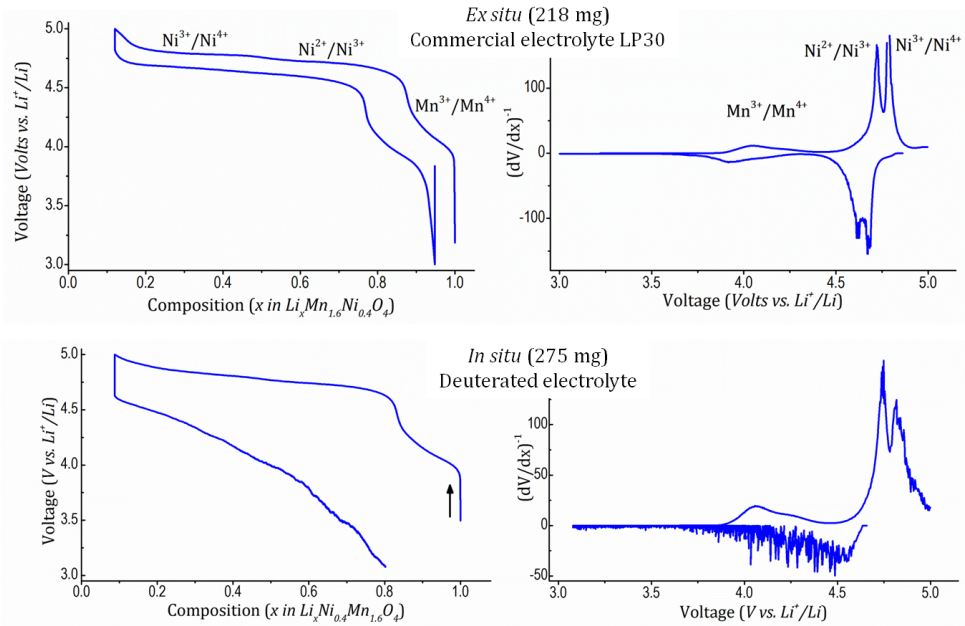 Ex situ (218 mg)
Commercial electrolyte LP30
Ni³⁺/Ni⁴⁺
Ni²⁺/Ni³⁺
Mn³⁺/Mn⁴⁺
Voltage (Volts vs. Li⁺/Li)
5.0
4.5
4.0
3.5
3.0
0.0 0.2 0.4 0.6 0.8 1.0
Composition (x in LiₓMn₁.₆Ni₀.₄O₄)
Ni²⁺/Ni³⁺
Ni³⁺/Ni⁴⁺
Mn³⁺/Mn⁴⁺
(dV/dx)⁻¹
100
0
-100
3.0 3.5 4.0 4.5 5.0
Voltage (Volts vs. Li⁺/Li)
In situ (275 mg)
Deuterated electrolyte
Voltage (V vs. Li⁺/Li)
5.0
4.5
4.0
3.5
3.0
0.0 0.2 0.4 0.6 0.8 1.0
Composition (x in LiₓNi₀.₄Mn₁.₆O₄)
(dV/dx)⁻¹
100
50
0
-50
3.0 3.5 4.0 4.5 5.0
Voltage (V vs. Li⁺/Li)